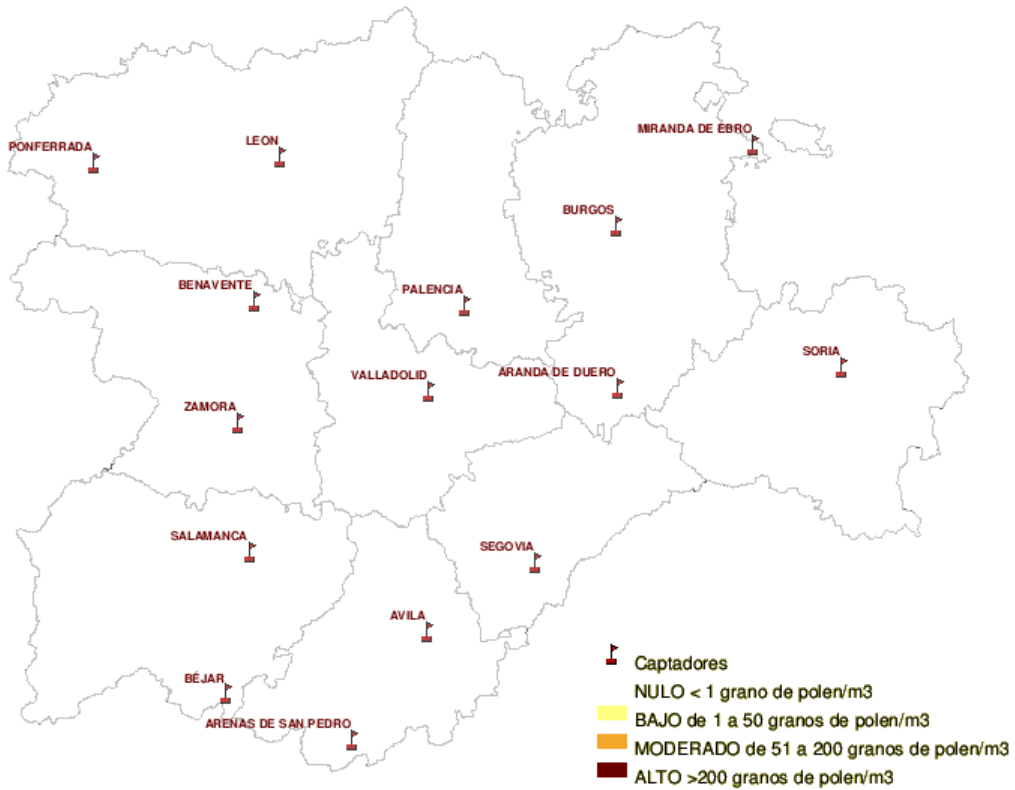 MIRANDA DE EBRO
PONFERRADA
LEON
BURGOS
BENAVENTE
PALENCIA
SORIA
VALLADOLID
ARANDA DE DUERO
ZAMORA
SALAMANCA
SEGOVIA
AVILA
BÉJAR
ARENAS DE SAN PEDRO
Captadores
NULO < 1 grano de polen/m3
BAJO de 1 a 50 granos de polen/m3
MODERADO de 51 a 200 granos de polen/m3
ALTO >200 granos de polen/m3